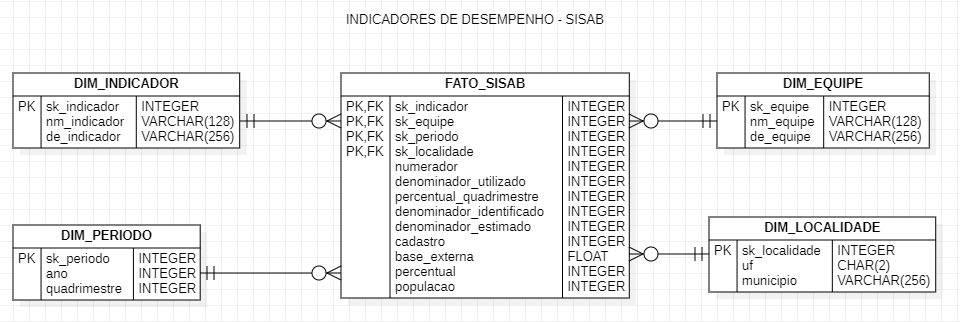 INDICADORES DE DESEMPENHO - SISAB
DIM_INDICADOR
PK sk_indicador INTEGER
nm_indicador VARCHAR(128)
de_indicador VARCHAR(256)
FATO_SISAB
PK,FK sk_indicador INTEGER
PK,FK sk_equipe INTEGER
PK,FK sk_periodo INTEGER
PK,FK sk_localidade INTEGER
numerador INTEGER
denominador_utilizado INTEGER
percentual_quadrimestre INTEGER
denominador_identificado INTEGER
denominador_estimado INTEGER
cadastro INTEGER
base_externa FLOAT
percentual INTEGER
populacao INTEGER
DIM_EQUIPE
PK sk_equipe INTEGER
nm_equipe VARCHAR(128)
de_equipe VARCHAR(256)
DIM_PERIODO
PK sk_periodo INTEGER
ano INTEGER
quadrimestre INTEGER
DIM_LOCALIDADE
PK sk_localidade INTEGER
uf CHAR(2)
municipio VARCHAR(256)